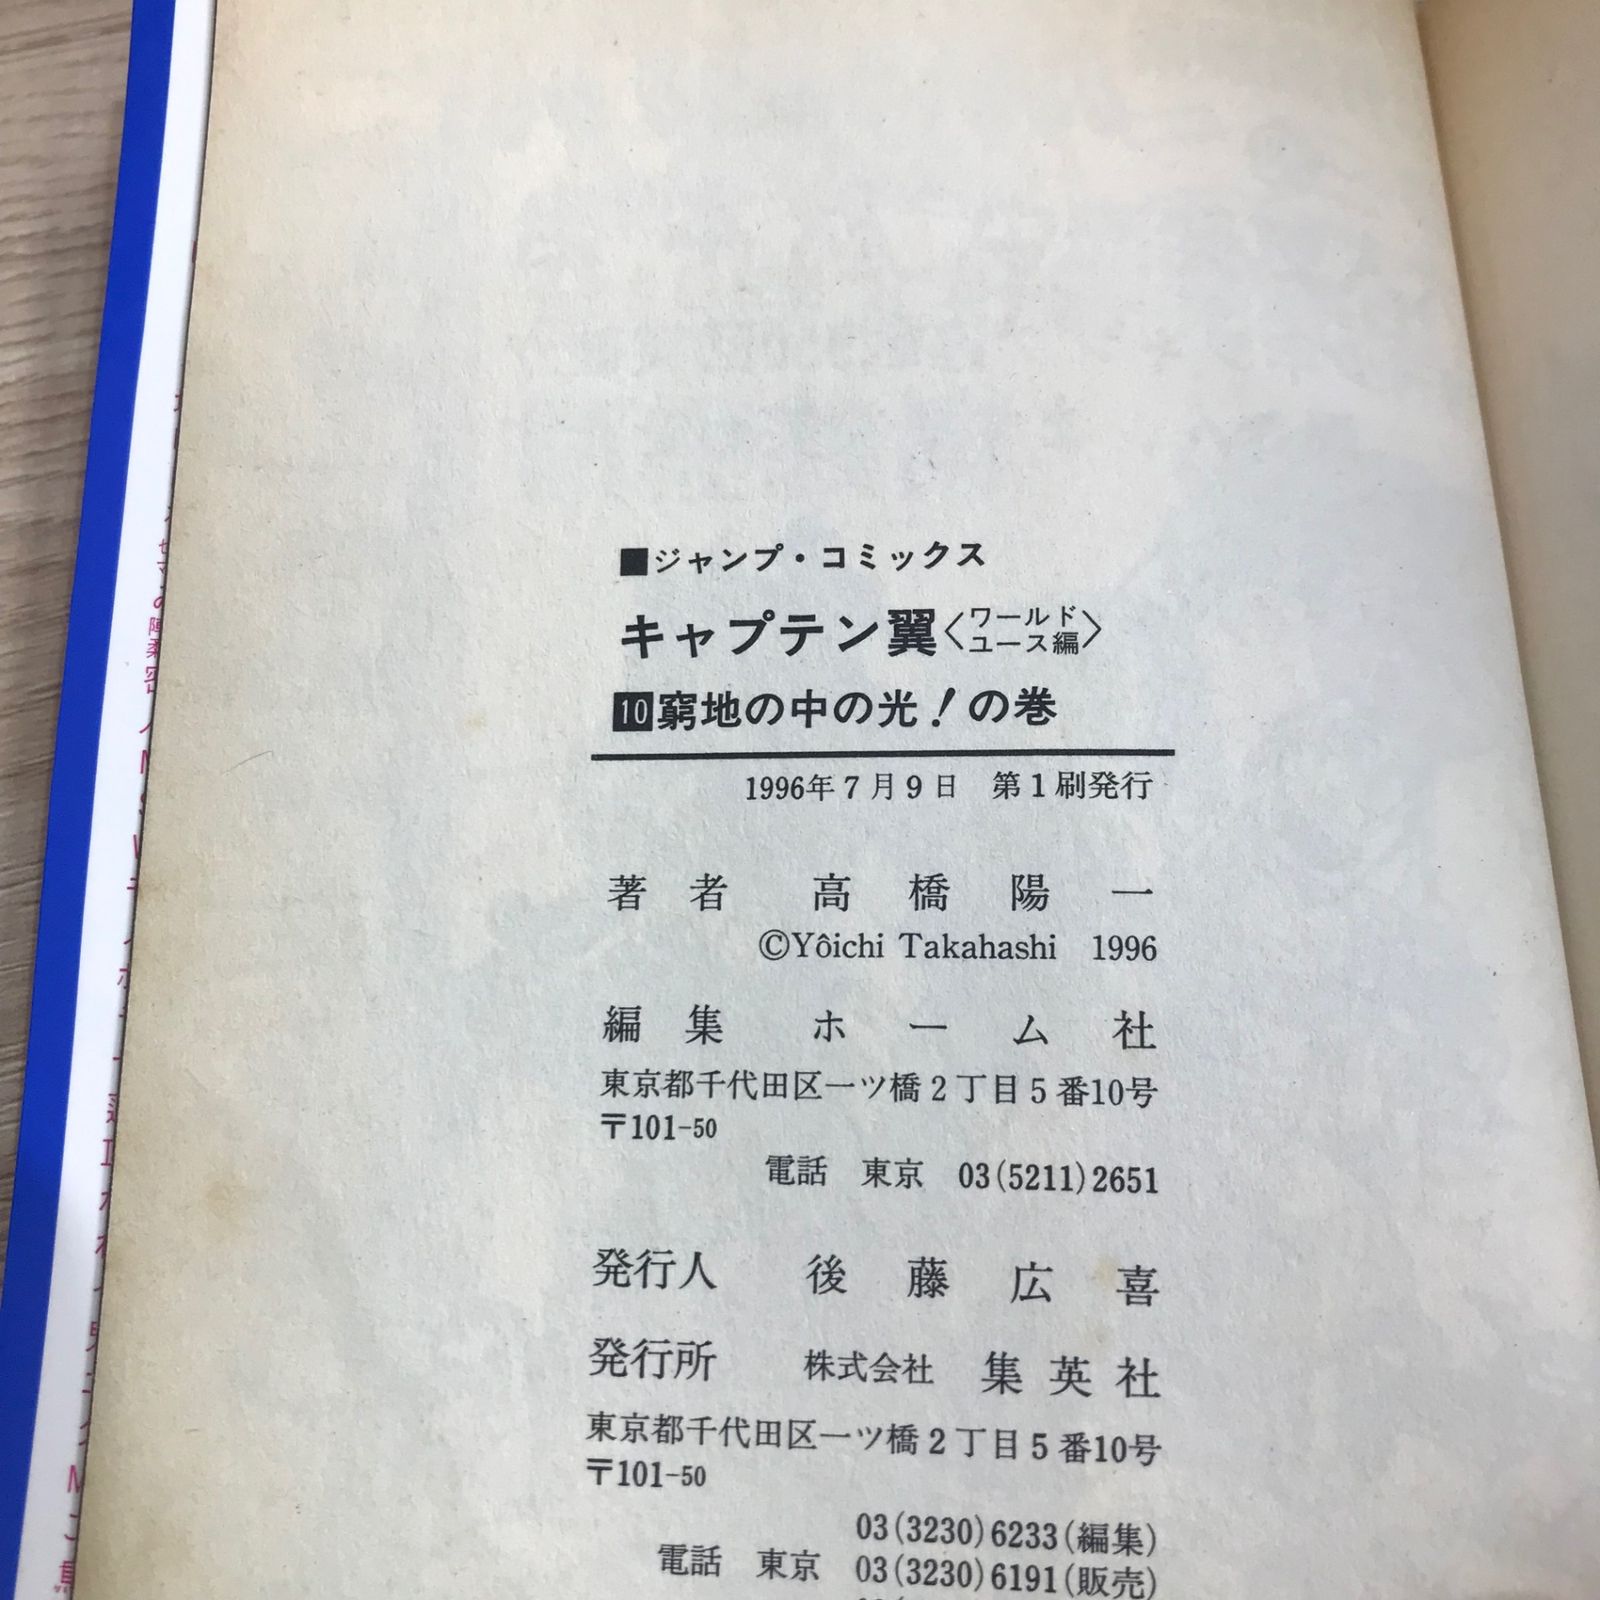 ■ジャンプ・コミックス
キャプテン翼〈ワールドユース編〉
10窮地の中の光！の巻
1996年7月9日　第1刷発行
著者　高橋陽一
©Yôichi Takahashi　1996
編集　ホーム社
東京都千代田区一ツ橋2丁目5番10号
〒101-50
電話　東京　03(5211)2651
発行人　後藤広喜
発行所　株式会社　集英社
東京都千代田区一ツ橋2丁目5番10号
〒101-50
03(3230)6233(編集)
電話　東京　03(3230)6191(販売)